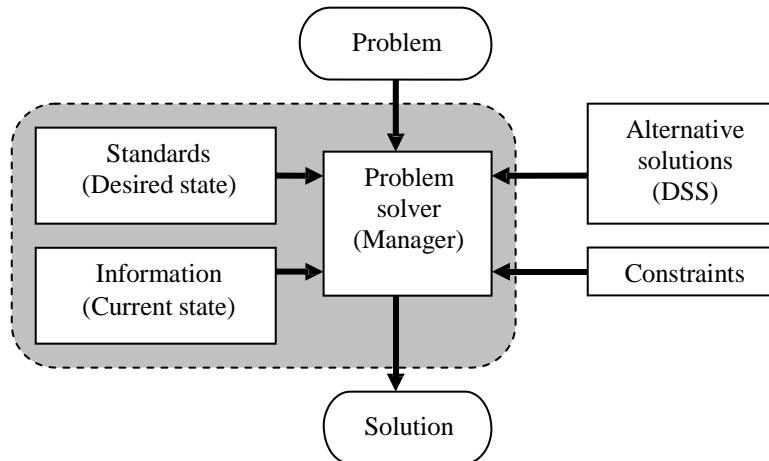 Problem
Standards
(Desired state)
Problem
solver
(Manager)
Alternative
solutions
(DSS)
Information
(Current state)
Constraints
Solution